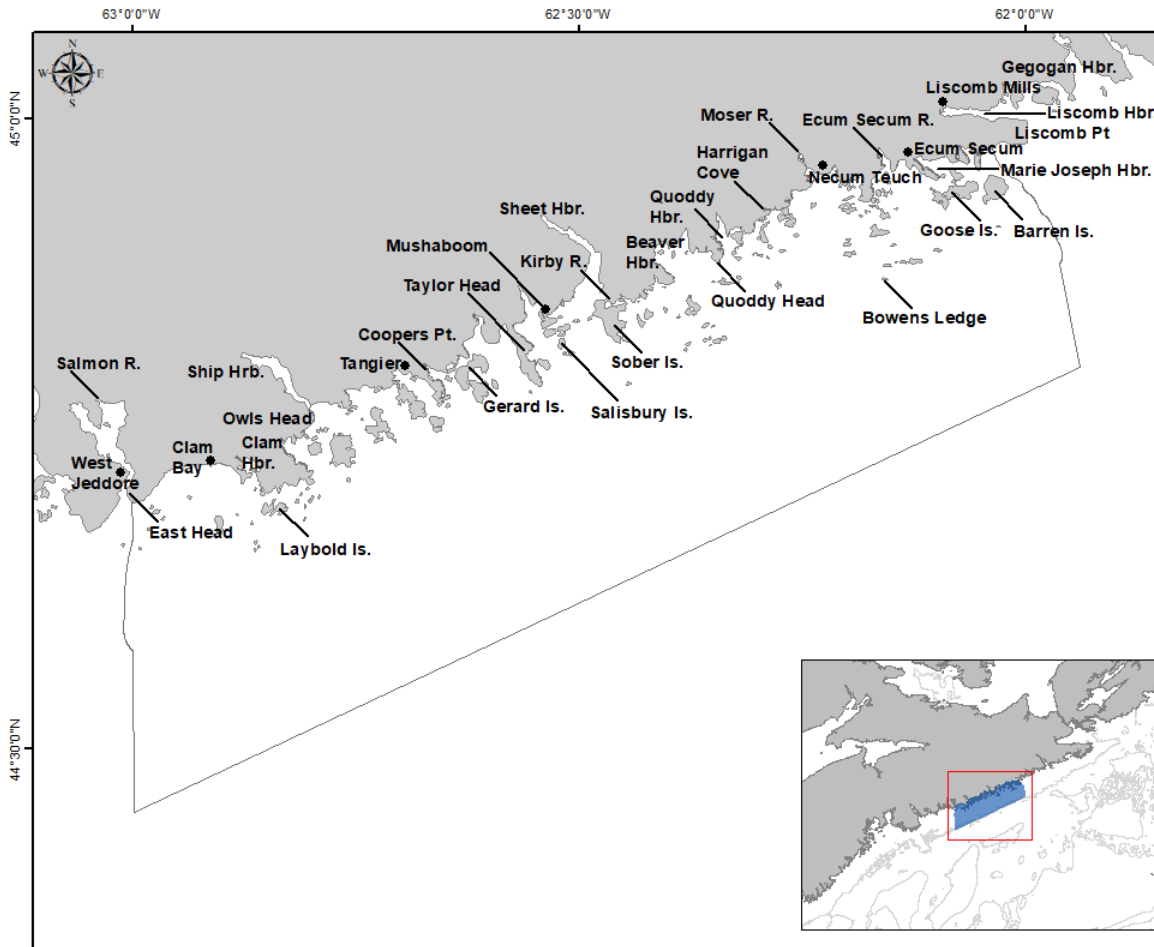 63°0'0"W
62°30'0"W
62°0'0"W
N
W
E
S
45°0'0"N
44°30'0"N
Gegogan Hbr.
Liscomb Mills
Liscomb Hbr
Liscomb Pt
Moser R.
Ecum Secum R.
Ecum Secum
Harrigan
Cove
Necum Teuch
Marie Joseph Hbr.
Quoddy
Hbr.
Sheet Hbr.
Goose Is.
Barren Is.
Mushaboom
Beaver
Hbr.
Kirby R.
Taylor Head
Quoddy Head
Bowens Ledge
Coopers Pt.
Salmon R.
Ship Hrb.
Tangier
Sober Is.
Gerard Is.
Salisbury Is.
Owls Head
Clam
Bay
Clam
Hbr.
West
Jeddore
East Head
Laybold Is.